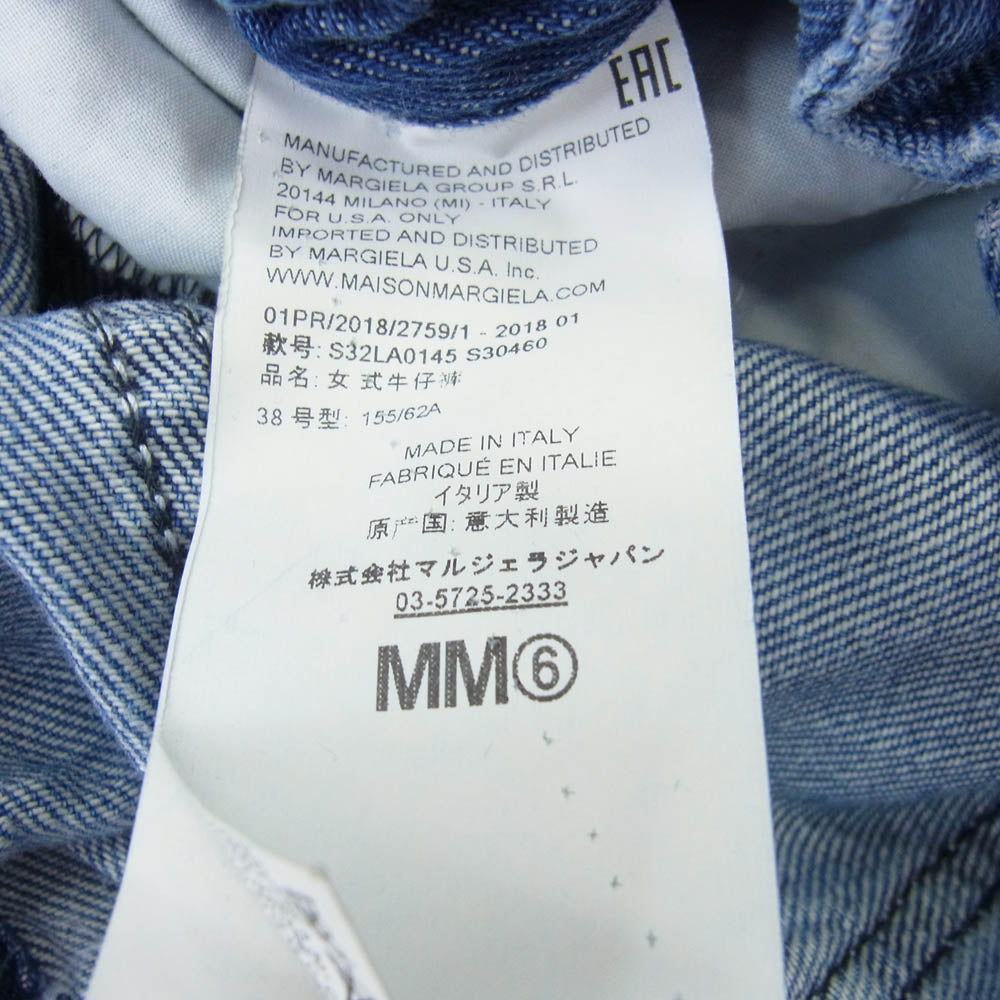 EAC
MANUFACTURED AND DISTRIBUTED
BY MARGIELA GROUP S.R.L.
20144 MILANO (MI) - ITALY
FOR U.S.A. ONLY
IMPORTED AND DISTRIBUTED
BY MARGIELA U.S.A. Inc.
WWW.MAISONMARGIELA.COM
01PR/2018/2759/1 - 2018 01
款号: S32LA0145 S30460
品名: 女式牛仔裤
38 号型: 155/62A
MADE IN ITALY
FABRIQUÉ EN ITALIE
イタリア製
原产国: 意大利製造
株式会社マルジェラジャパン
03-5725-2333
MM⑥